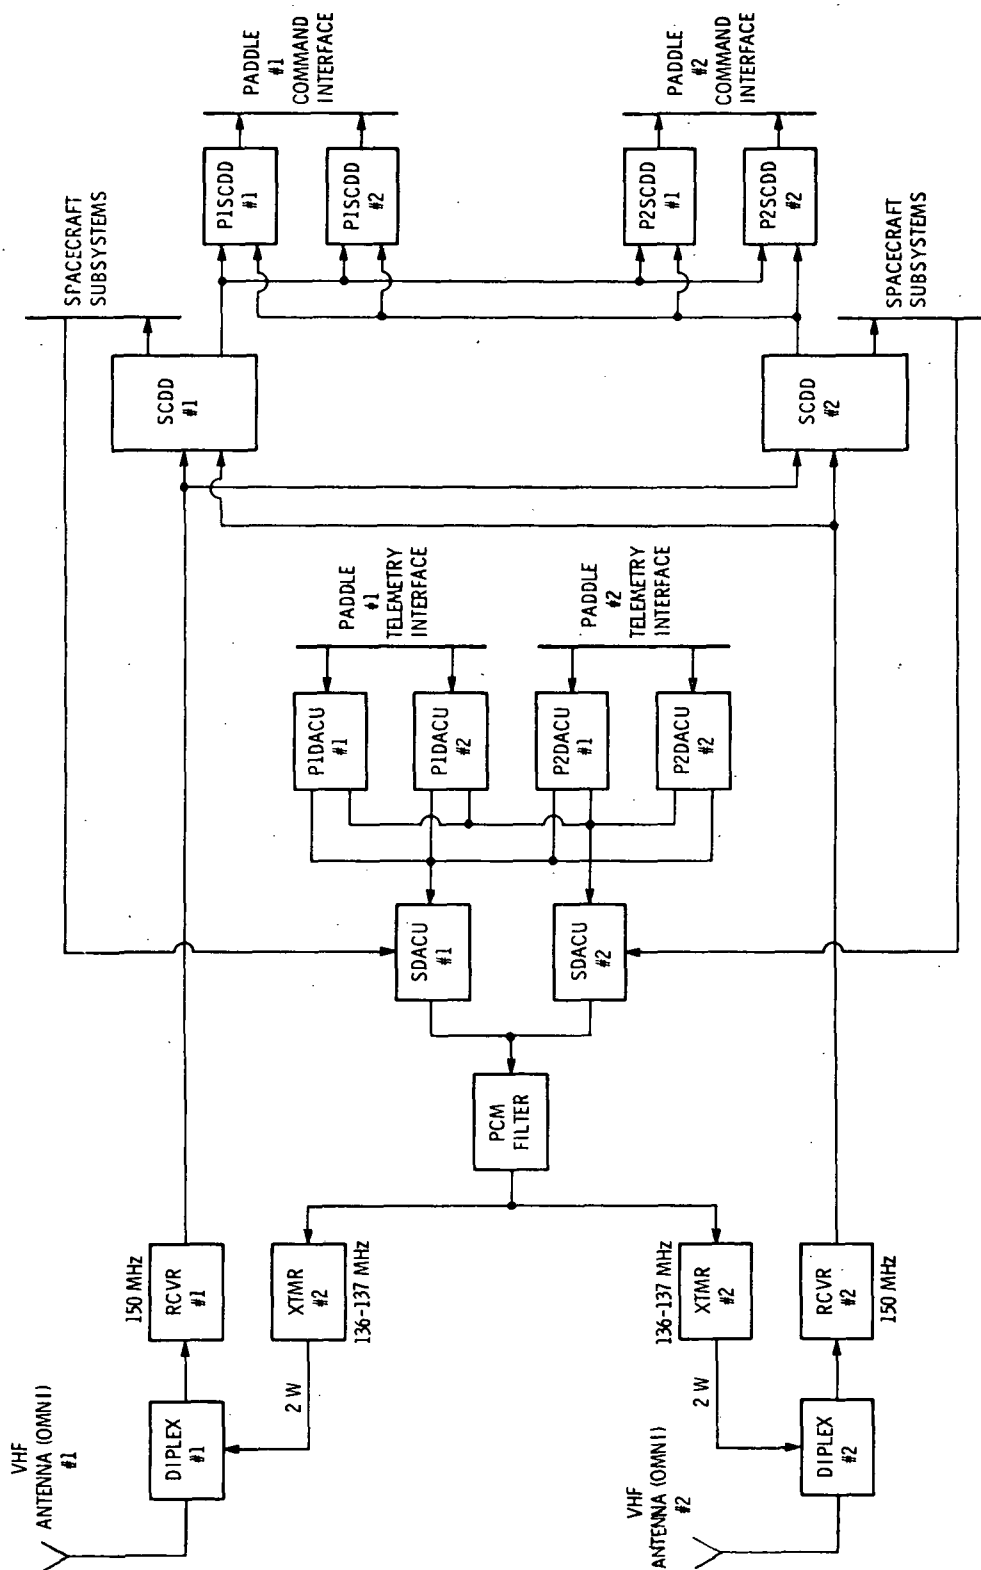 VHF
ANTENNA (OMNI)
#1
DIPLEX
#1
150 MHz
RCVR
#1
2 W
XTMR
#2
136-137 MHz
PCM
FILTER
136-137 MHz
XTMR
#2
2 W
VHF
ANTENNA (OMNI)
#2
DIPLEX
#2
RCVR
#2
150 MHz
SDACU
#1
SDACU
#2
P1DACU
#1
P1DACU
#2
P2DACU
#1
P2DACU
#2
PADDLE
#1
TELEMETRY
INTERFACE
PADDLE
#2
TELEMETRY
INTERFACE
SCDD
#1
SCDD
#2
SPACECRAFT
SUBSYSTEMS
SPACECRAFT
SUBSYSTEMS
P1SCDD
#1
P1SCDD
#2
P2SCDD
#1
P2SCDD
#2
PADDLE
#1
COMMAND
INTERFACE
PADDLE
#2
COMMAND
INTERFACE